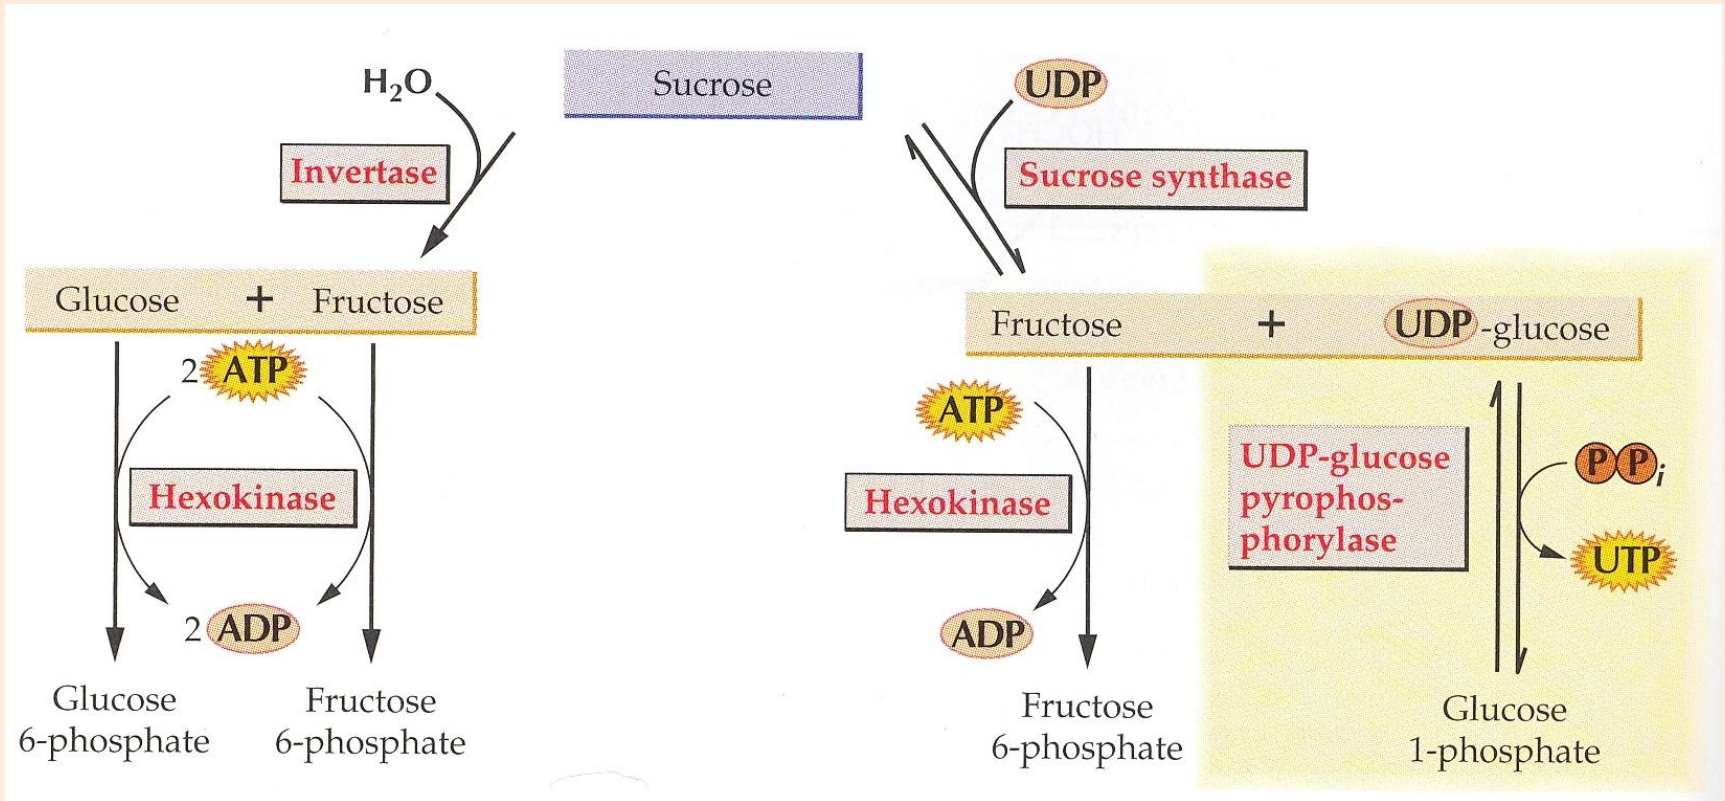 H₂O
Sucrose
UDP
Invertase
Sucrose synthase
Glucose + Fructose
Fructose + UDP-glucose
2 ATP
ATP
Hexokinase
Hexokinase
UDP-glucose
pyrophos-
phorylase
PPi
UTP
2 ADP
ADP
Glucose
6-phosphate
Fructose
6-phosphate
Fructose
6-phosphate
Glucose
1-phosphate